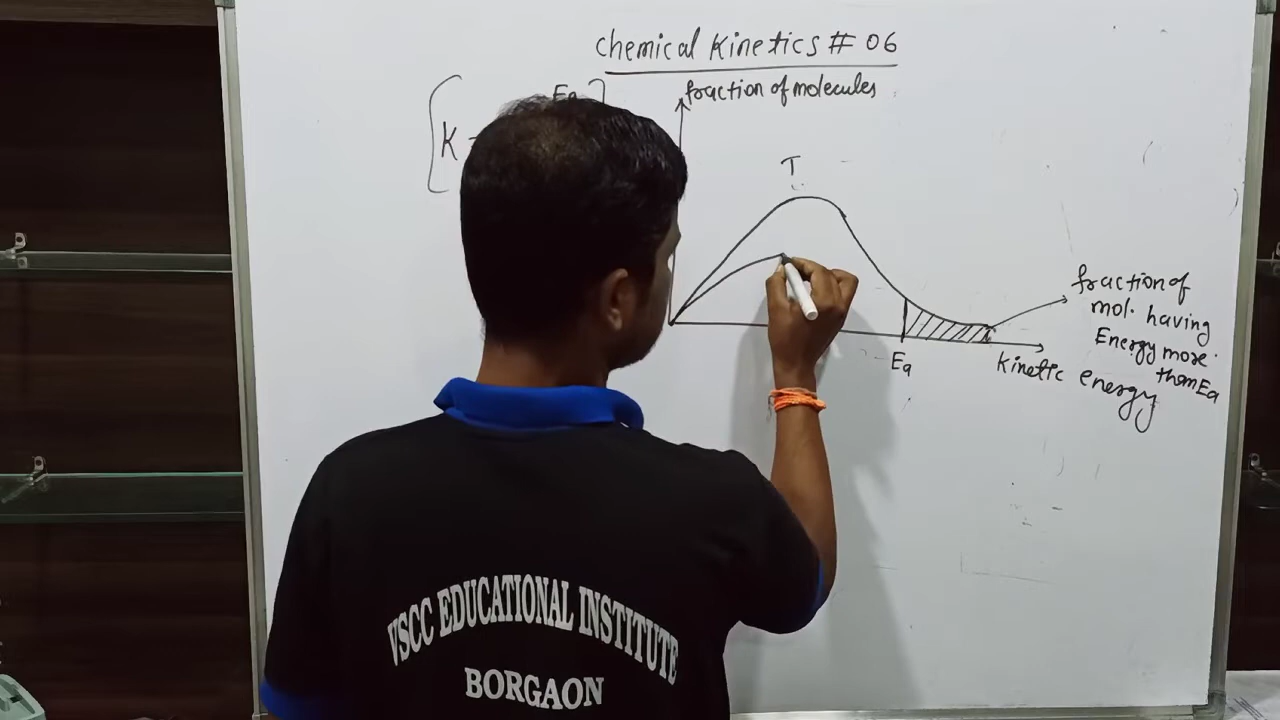 Chemical Kinetics # 06
fraction of molecules
Ea
K
T
fraction of
mol. having
Energy more
than Ea
Ea
Kinetic energy
VSCC EDUCATIONAL INSTITUTE
BORGAON